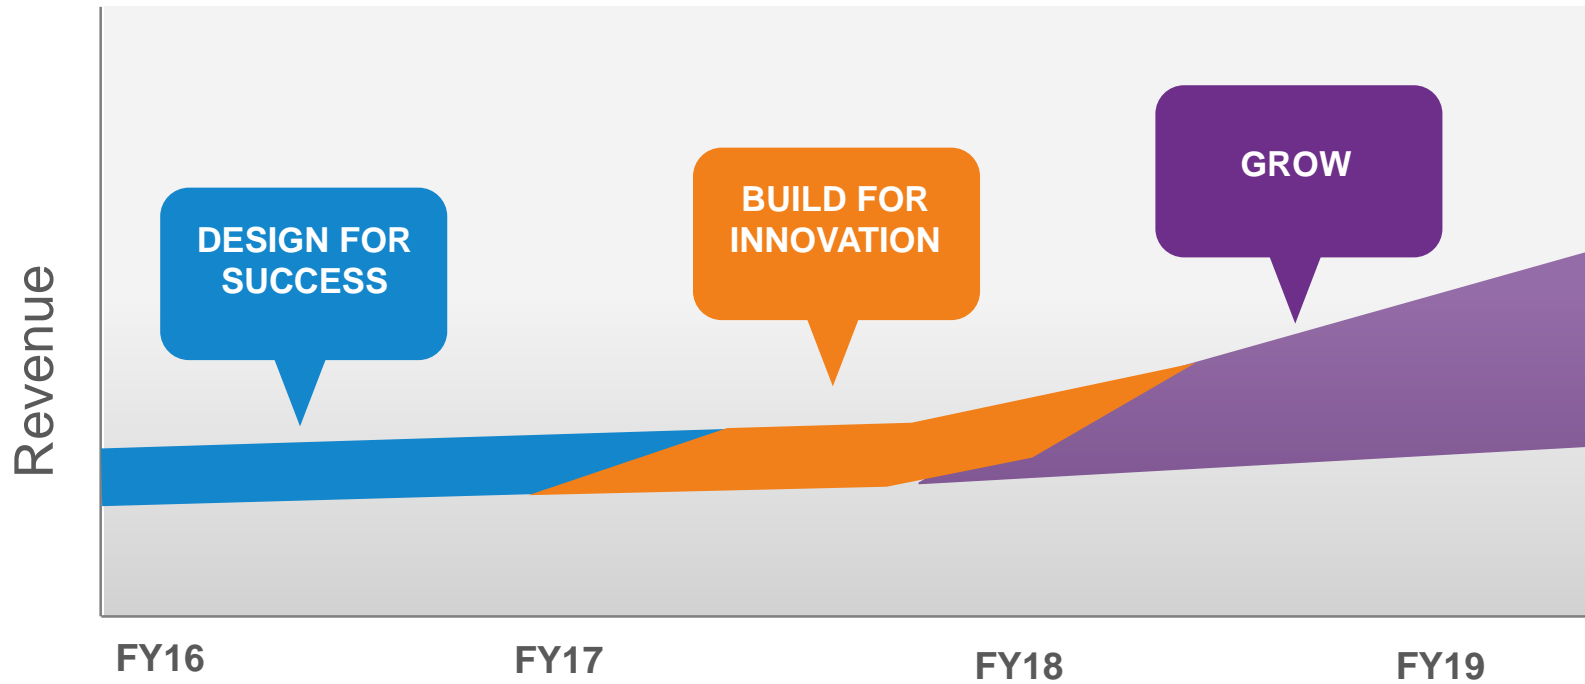 Revenue
DESIGN FOR
SUCCESS
BUILD FOR
INNOVATION
GROW
FY16
FY17
FY18
FY19